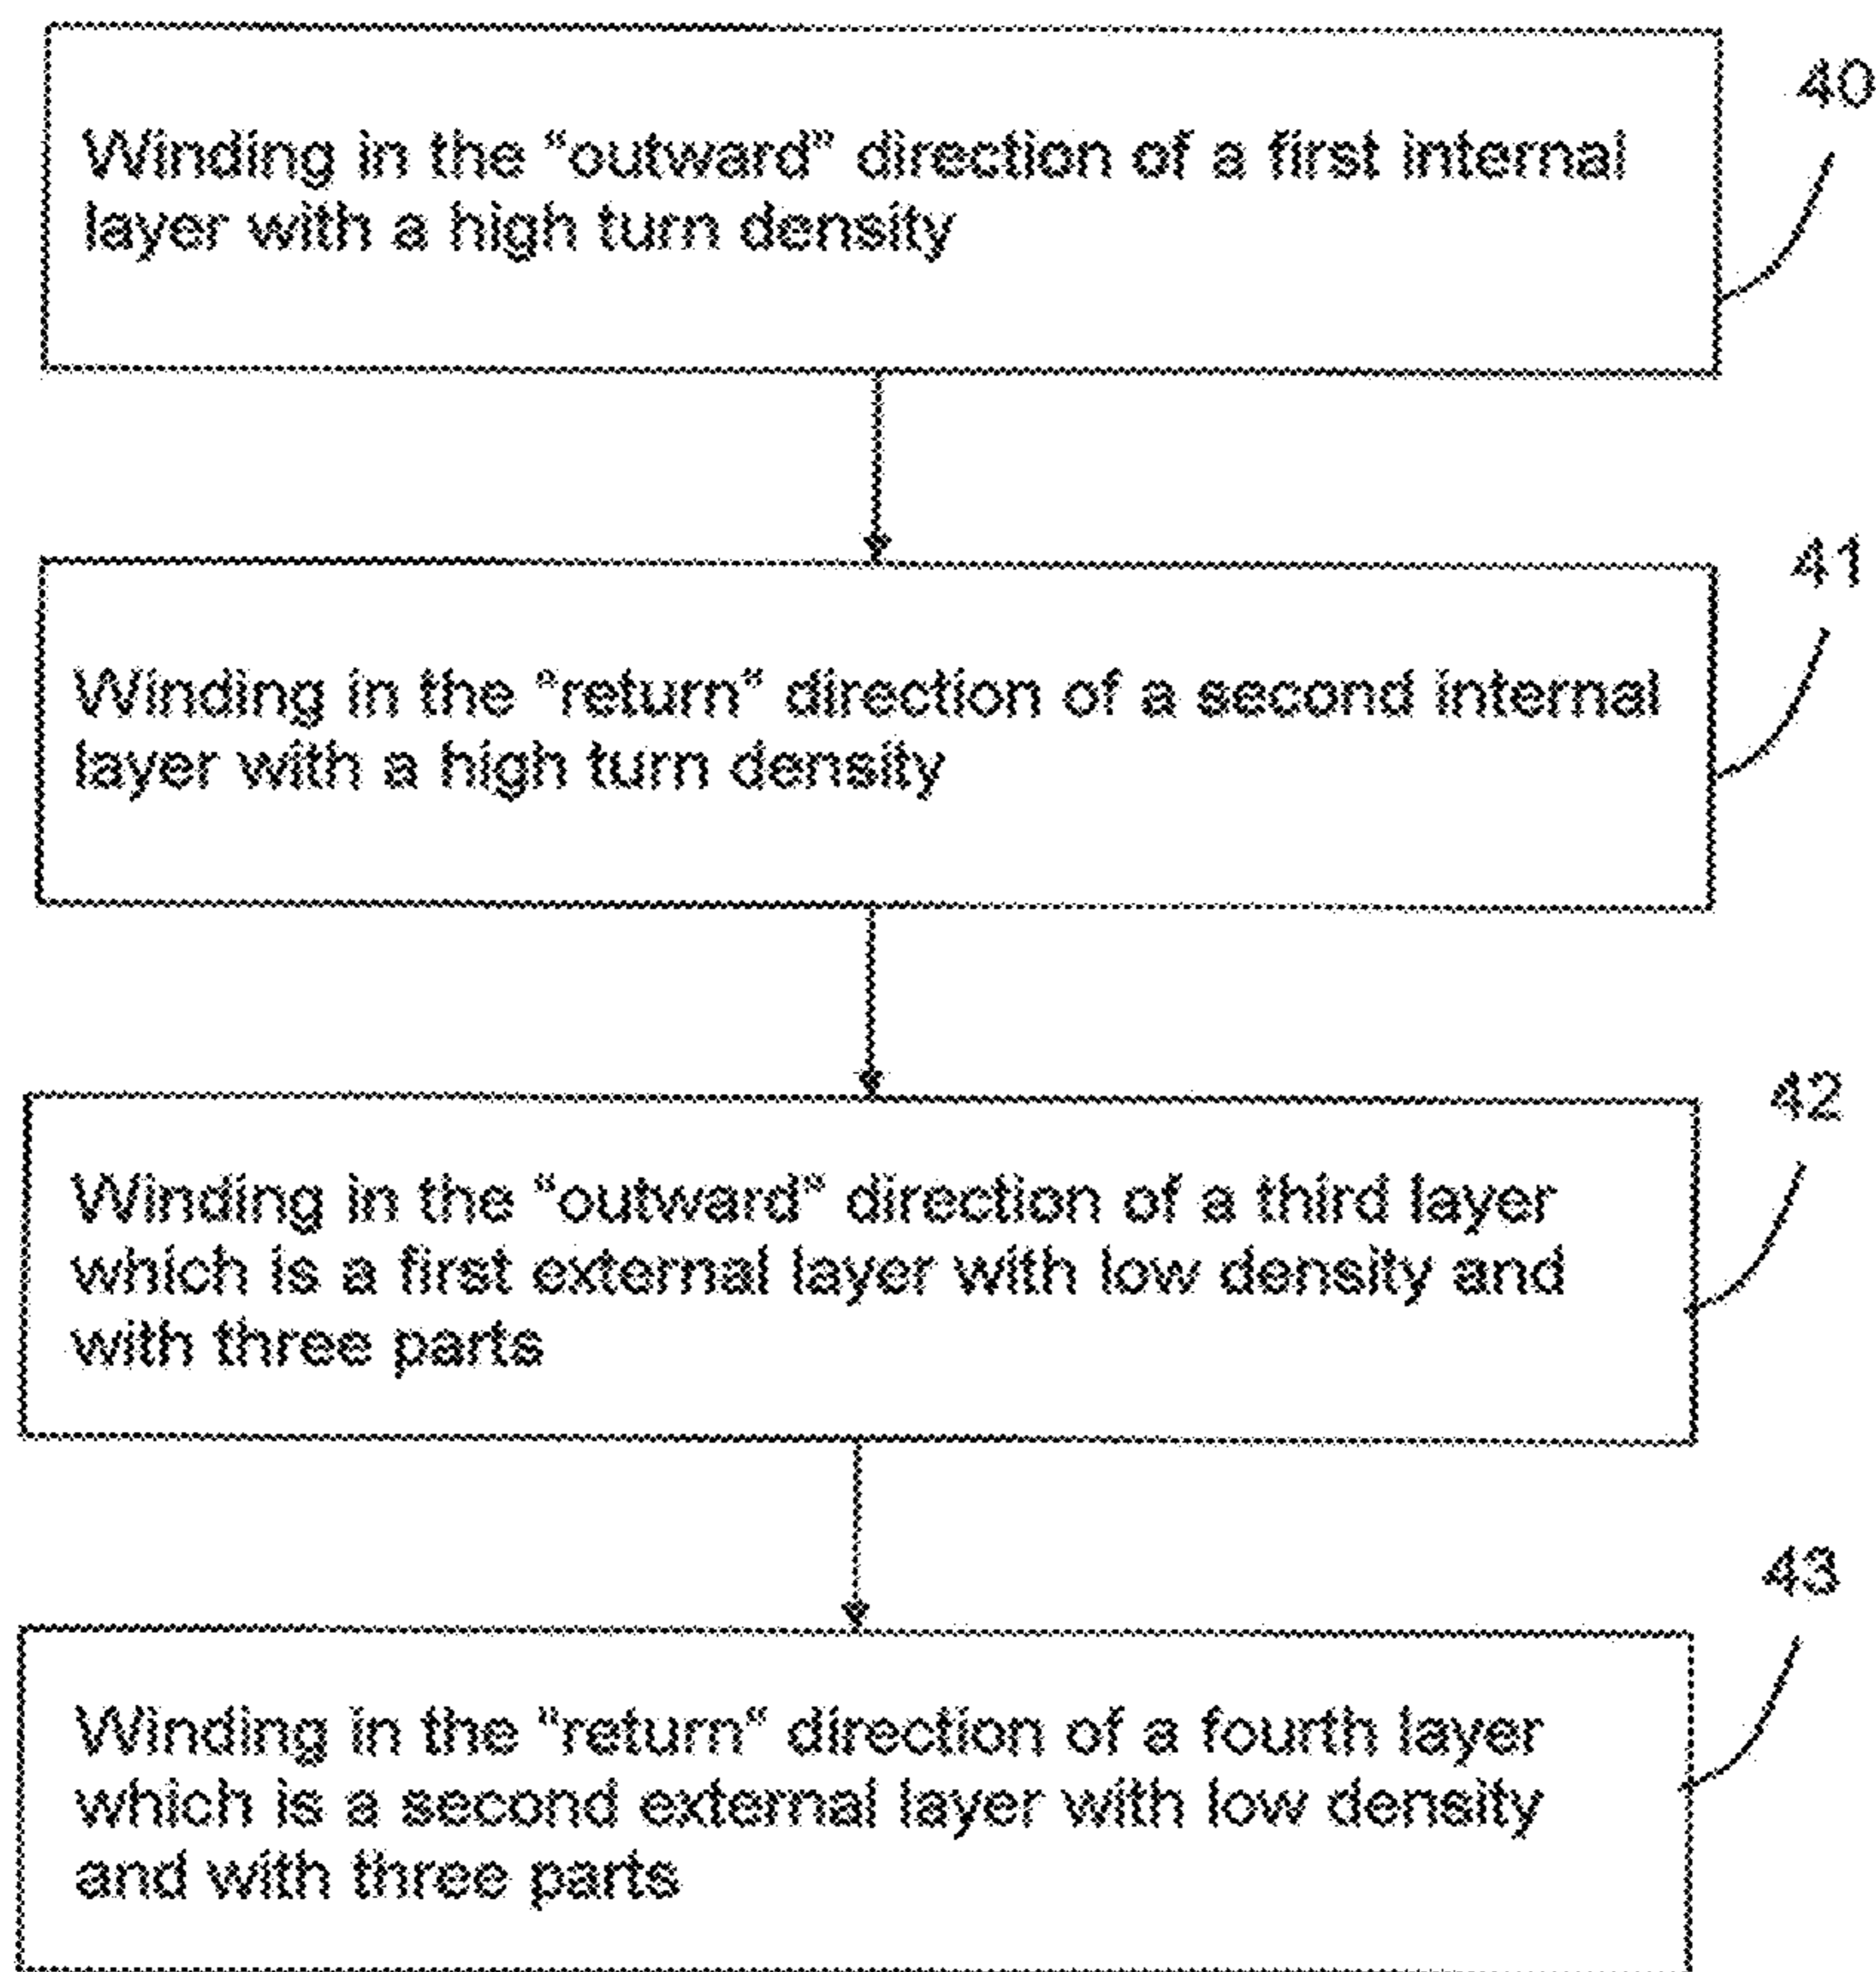 40
Winding in the “outward” direction of a first internal
layer with a high turn density
41
Winding in the “return” direction of a second internal
layer with a high turn density
42
Winding in the “outward” direction of a third layer
which is a first external layer with low density and
with three parts
43
Winding in the “return” direction of a fourth layer
which is a second external layer with low density
and with three parts